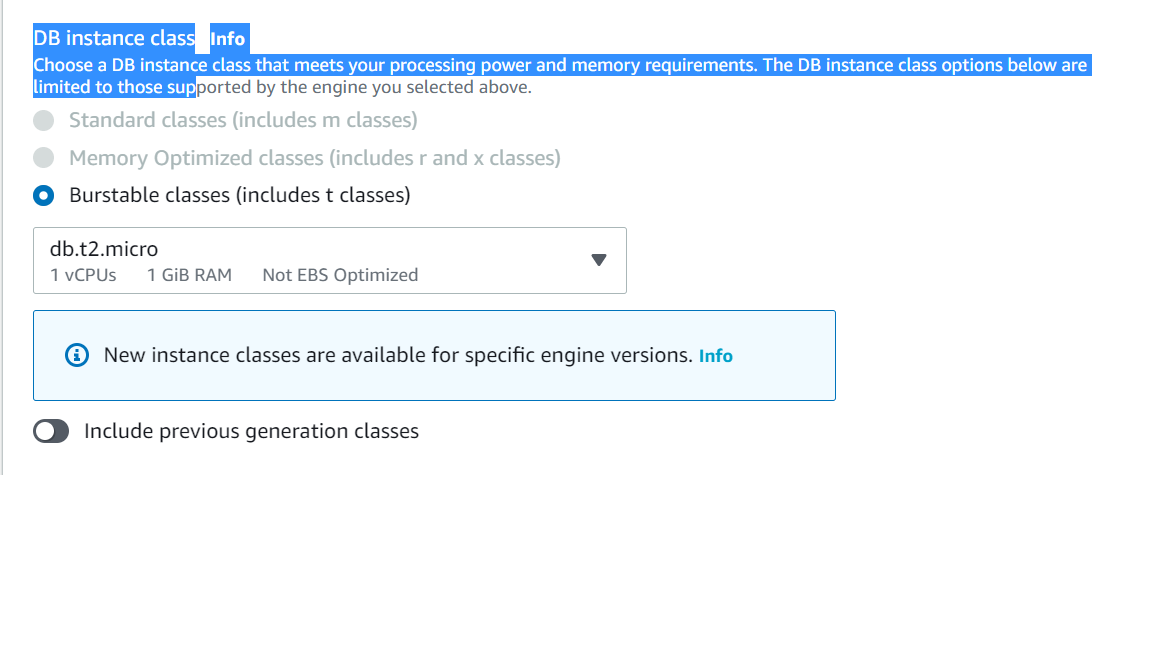 DB instance class Info
Choose a DB instance class that meets your processing power and memory requirements. The DB instance class options below are
limited to those supported by the engine you selected above.
Standard classes (includes m classes)
Memory Optimized classes (includes r and x classes)
Burstable classes (includes t classes)
db.t2.micro
1 vCPUs 1 GiB RAM Not EBS Optimized
New instance classes are available for specific engine versions. Info
Include previous generation classes